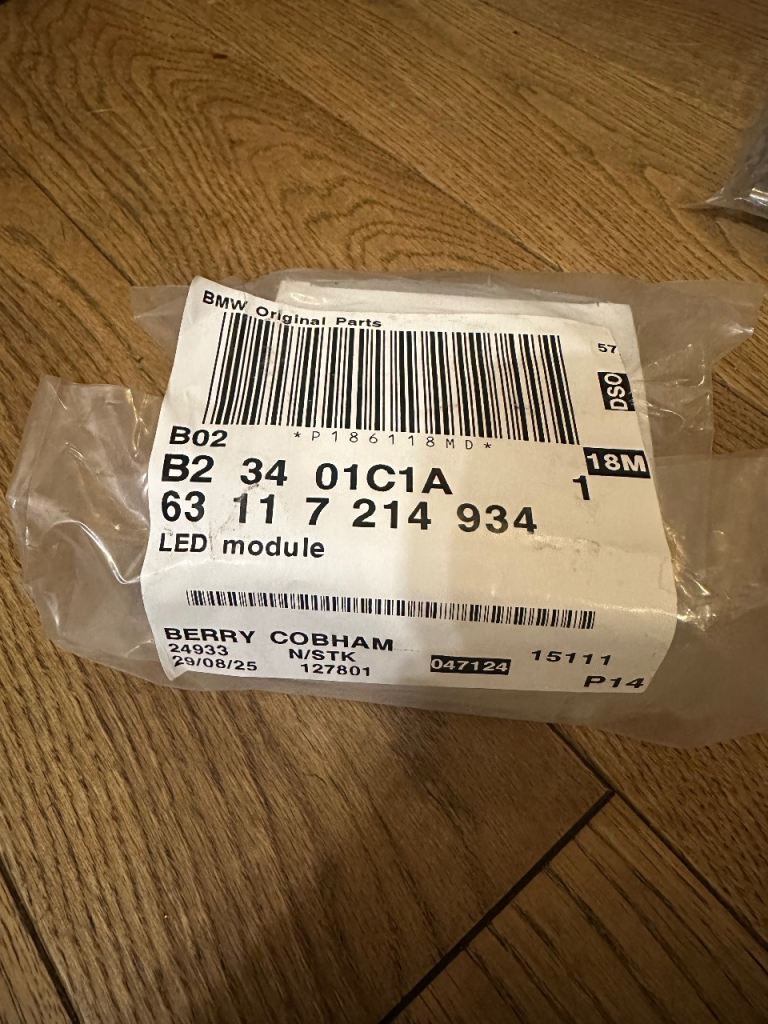 BMW Original Parts
57
DSO
*P186118MD*
B02
18M
B2 34 01C1A 1
63 11 7 214 934
LED module
BERRY COBHAM
24933 N/STK 047124 15111
29/08/25 127801 P14